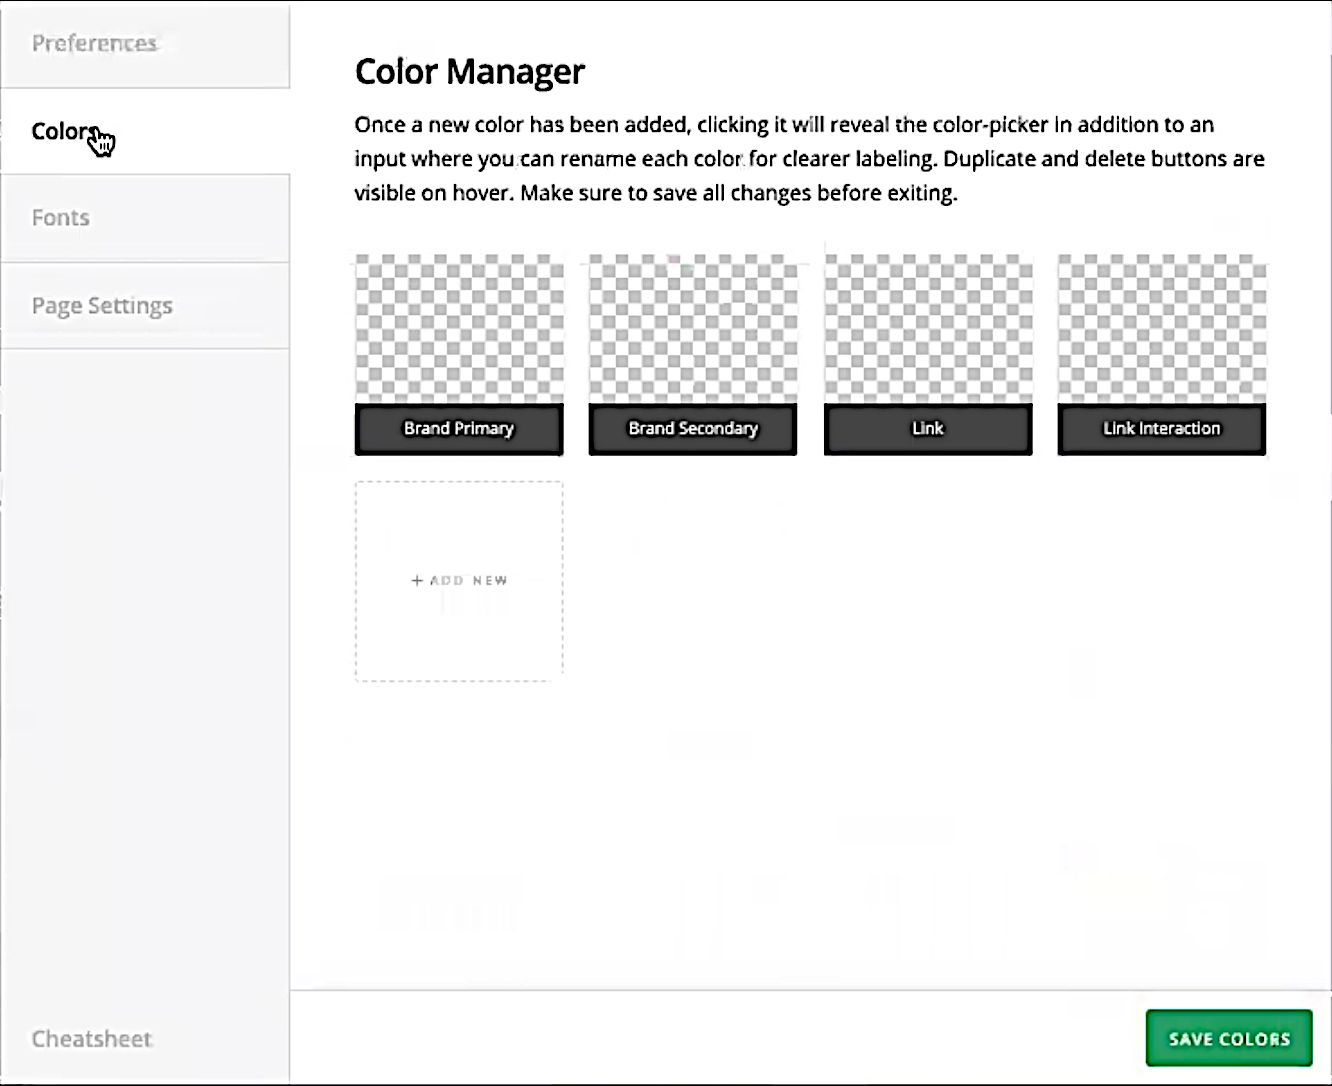 Preferences
Colors
Fonts
Page Settings
Cheatsheet
Color Manager
Once a new color has been added, clicking it will reveal the color-picker in addition to an
input where you can rename each color for clearer labeling. Duplicate and delete buttons are
visible on hover. Make sure to save all changes before exiting.
Brand Primary
Brand Secondary
Link
Link Interaction
+ ADD NEW
SAVE COLORS